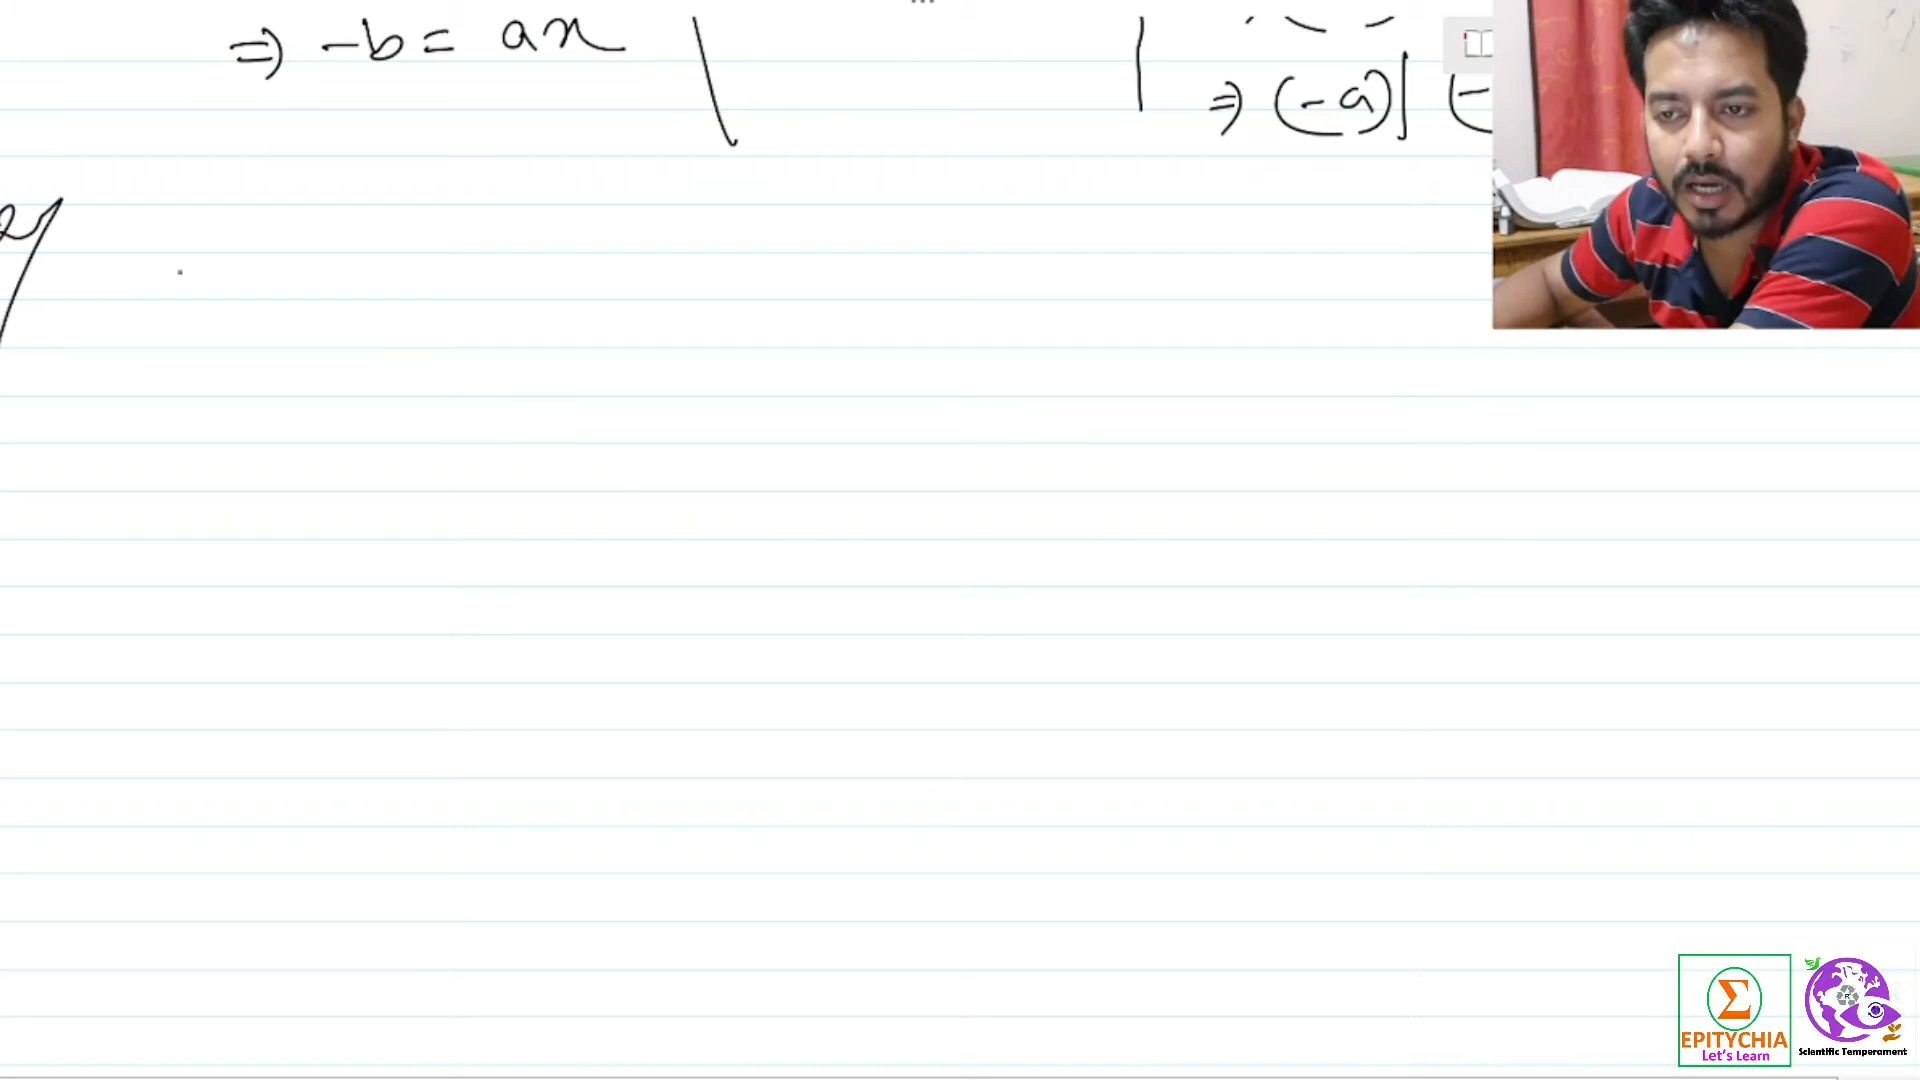 ⇒ -b = ax
⇒ (-a) | (-
Σ
EPITYCHIA
Let's Learn
Scientific Temperament